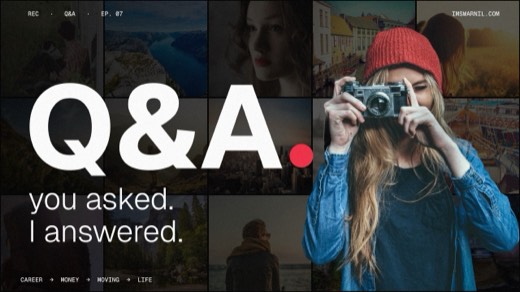 REC · Q&A · EP. 07
IMSWARNIL.COM
Q&A.
you asked.
I answered.
CAREER → MONEY → MOVING → LIFE